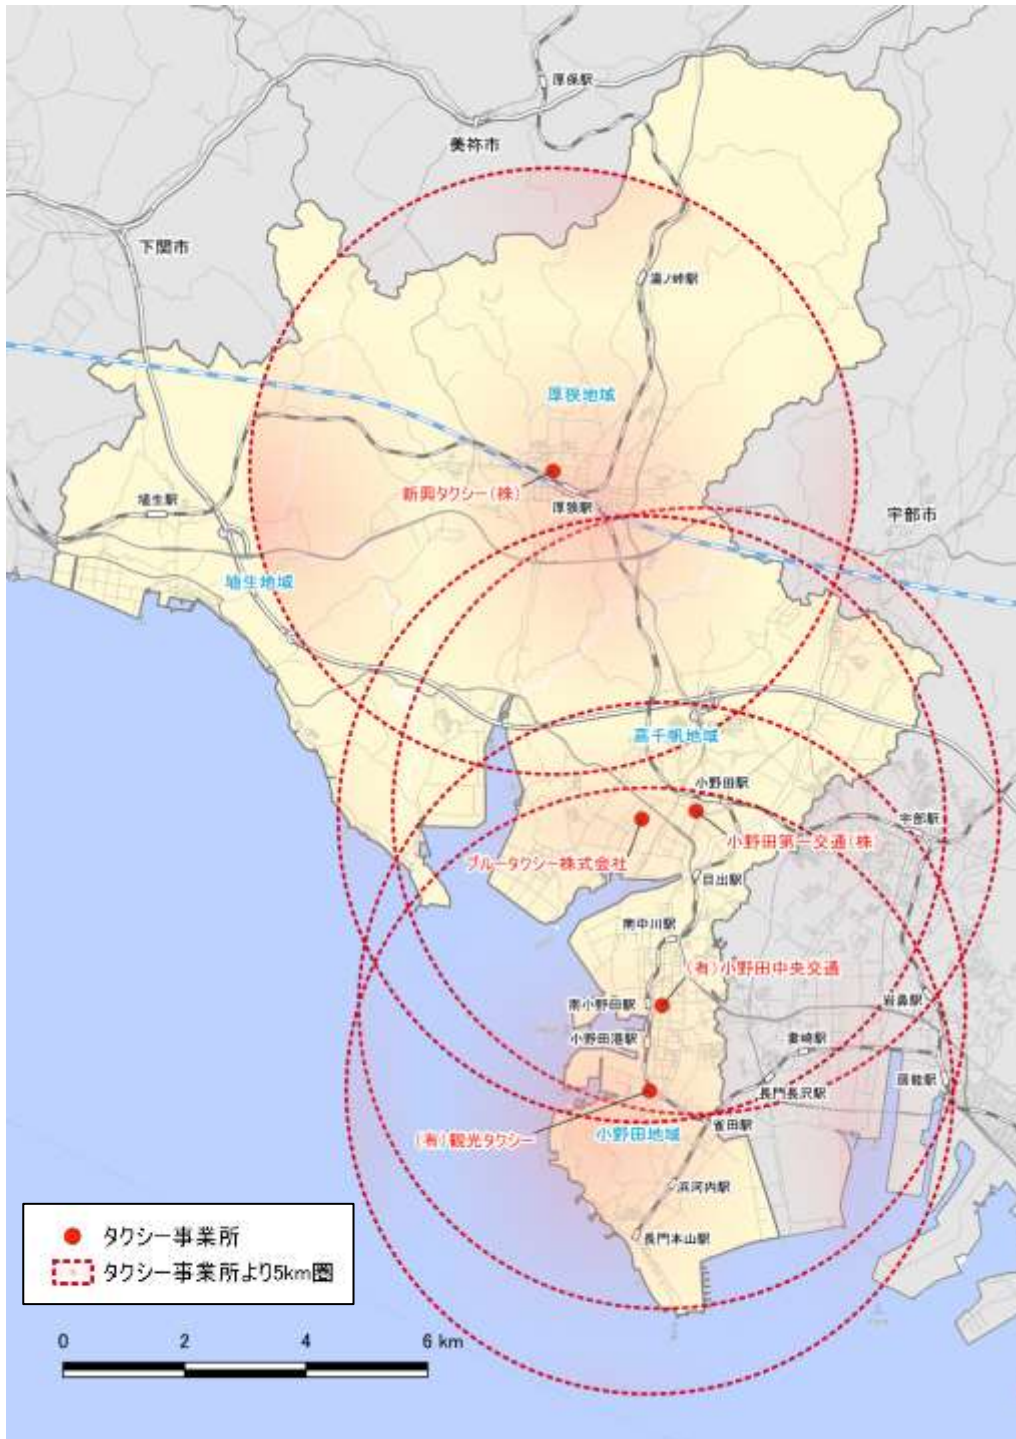 厚保駅
美祢市
下関市
湯ノ峠駅
厚狭地域
新興タクシー(株)
埴生駅
厚狭駅
宇部市
埴生地域
高千帆地域
小野田駅
宇部駅
小野田第一交通(株
ブルータクシー株式会社
目出駅
南中川駅
(有)小野田中央交通
南小野田駅
岩鼻駅
小野田港駅
妻崎駅
居能駅
長門長沢駅
(有)観光タクシー
小野田地域
雀田駅
浜河内駅
長門本山駅
タクシー事業所
タクシー事業所より5km圏
0 2 4 6 km